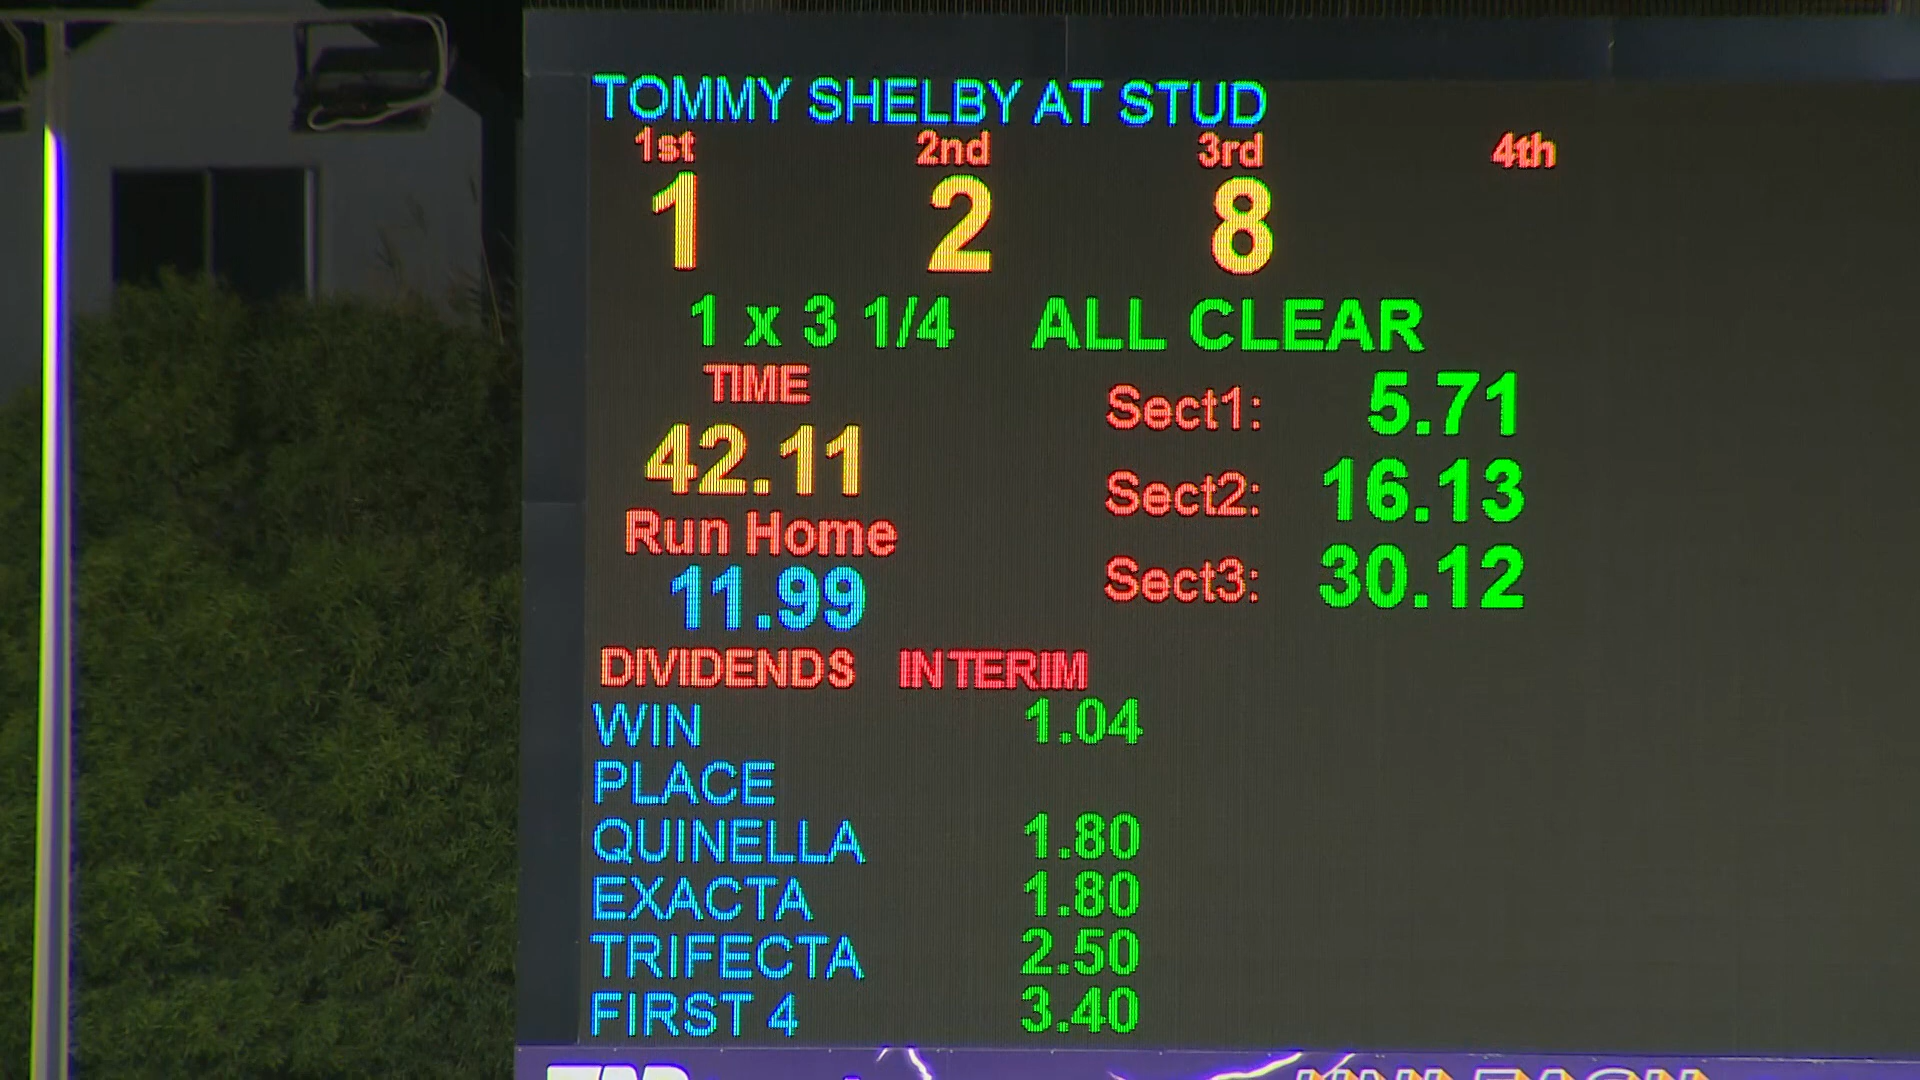 TOMMY SHELBY AT STUD
1st 2nd 3rd 4th
1 2 8
1 x 3 1/4 ALL CLEAR
TIME
42.11
Sect1: 5.71
Sect2: 16.13
Run Home
11.99
Sect3: 30.12
DIVIDENDS INTERIM
WIN 1.04
PLACE
QUINELLA 1.80
EXACTA 1.80
TRIFECTA 2.50
FIRST 4 3.40